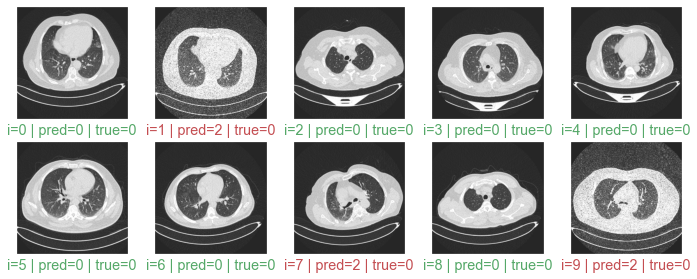 i=0 | pred=0 | true=0 i=1 | pred=2 | true=0 i=2 | pred=0 | true=0 i=3 | pred=0 | true=0 i=4 | pred=0 | true=0
i=5 | pred=0 | true=0 i=6 | pred=0 | true=0 i=7 | pred=2 | true=0 i=8 | pred=0 | true=0 i=9 | pred=2 | true=0